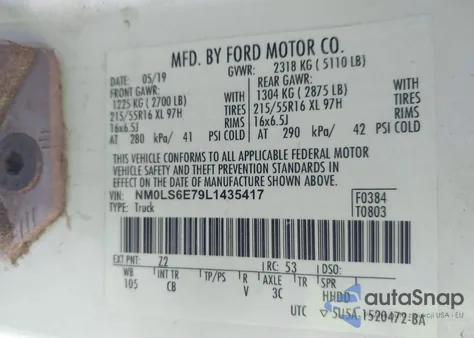 MFD. BY FORD MOTOR CO.
DATE: 05/19 GVWR: 2318 KG ( 5110 LB)
FRONT GAWR: REAR GAWR:
1225 KG ( 2700 LB) WITH 1304 KG ( 2875 LB) WITH
215/55R16 XL 97H TIRES 215/55R16 XL 97H TIRES
16x6.5J RIMS 16x6.5J RIMS
AT 280 kPa/ 41 PSI COLD AT 290 kPa/ 42 PSI COLD
THIS VEHICLE CONFORMS TO ALL APPLICABLE FEDERAL MOTOR
VEHICLE SAFETY AND THEFT PREVENTION STANDARDS IN
EFFECT ON THE DATE OF MANUFACTURE SHOWN ABOVE.
VIN: NM0LS6E79L1435417 F0384
TYPE: Truck T0803
EXT PNT: Z2 RC: 53 DSO:
WB INT TR TP/PS R AXLE TR SPR
105 CB V 3C HHDD
UTC ▽ 5USA-1520472-BA
autoSnap